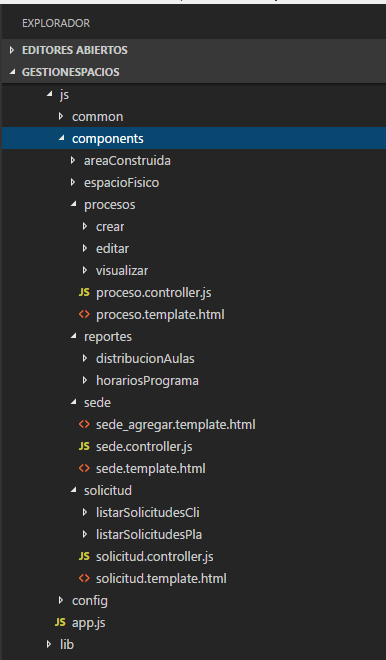 EXPLORADOR
EDITORES ABIERTOS
GESTIONESPACIOS
js
common
components
areaConstruida
espacioFisico
procesos
crear
editar
visualizar
JS proceso.controller.js
<> proceso.template.html
reportes
distribucionAulas
horariosPrograma
sede
<> sede_agregar.template.html
JS sede.controller.js
<> sede.template.html
solicitud
listarSolicitudesCli
listarSolicitudesPla
JS solicitud.controller.js
<> solicitud.template.html
config
JS app.js
lib